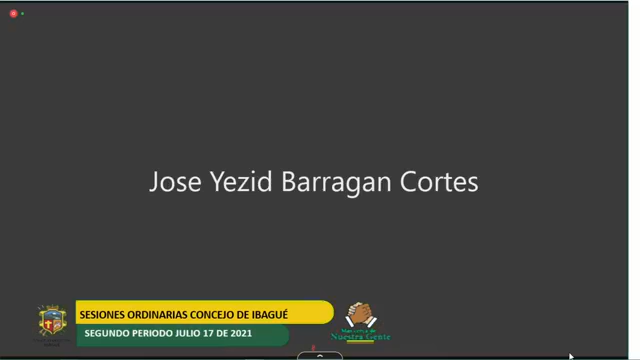 Jose Yezid Barragan Cortes
SESIONES ORDINARIAS CONCEJO DE IBAGUÉ
SEGUNDO PERIODO JULIO 17 DE 2021
Nuestra Gente